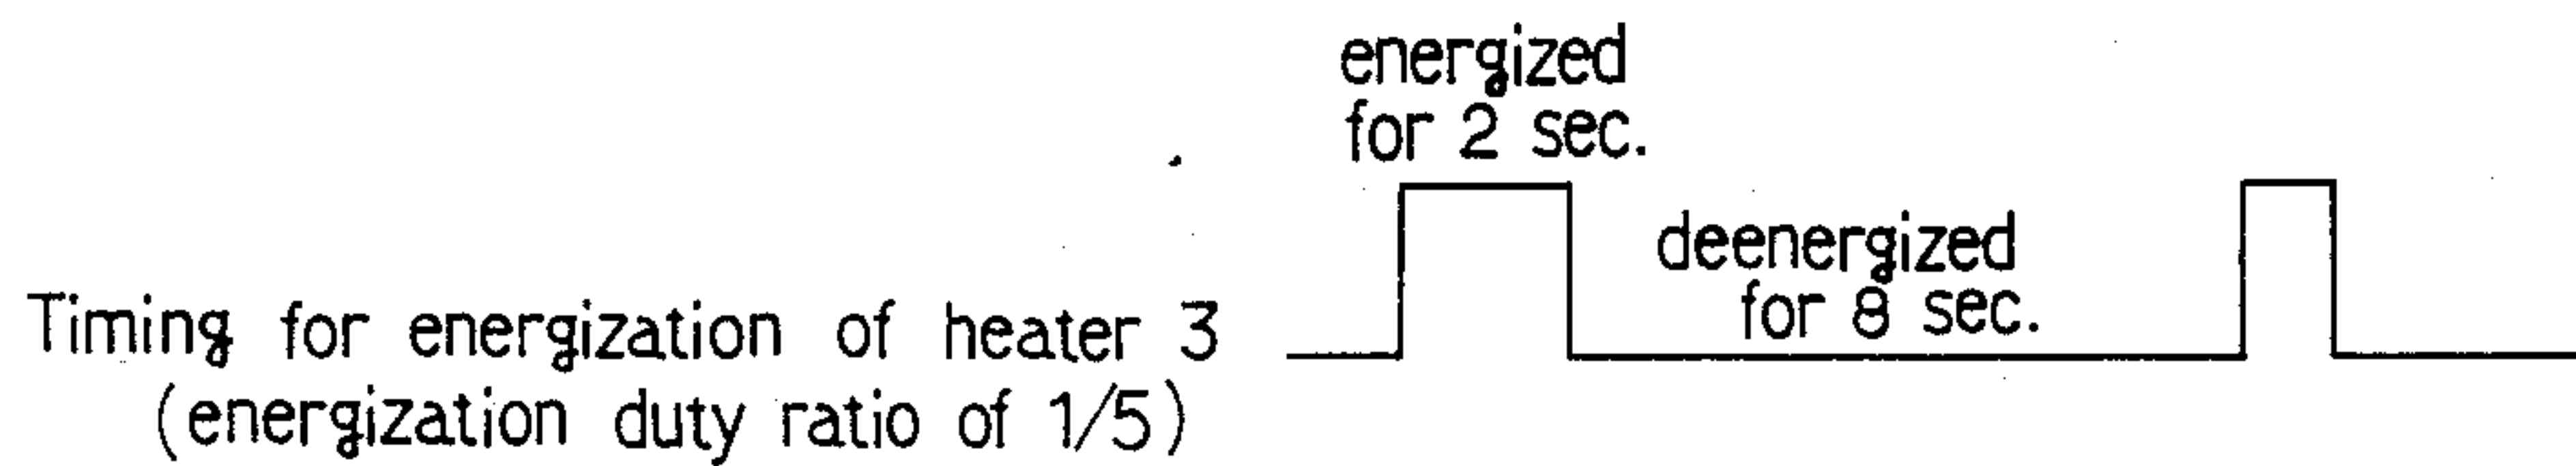 energized
for 2 sec.
deenergized
for 8 sec.
Timing for energization of heater 3
(energization duty ratio of 1/5)